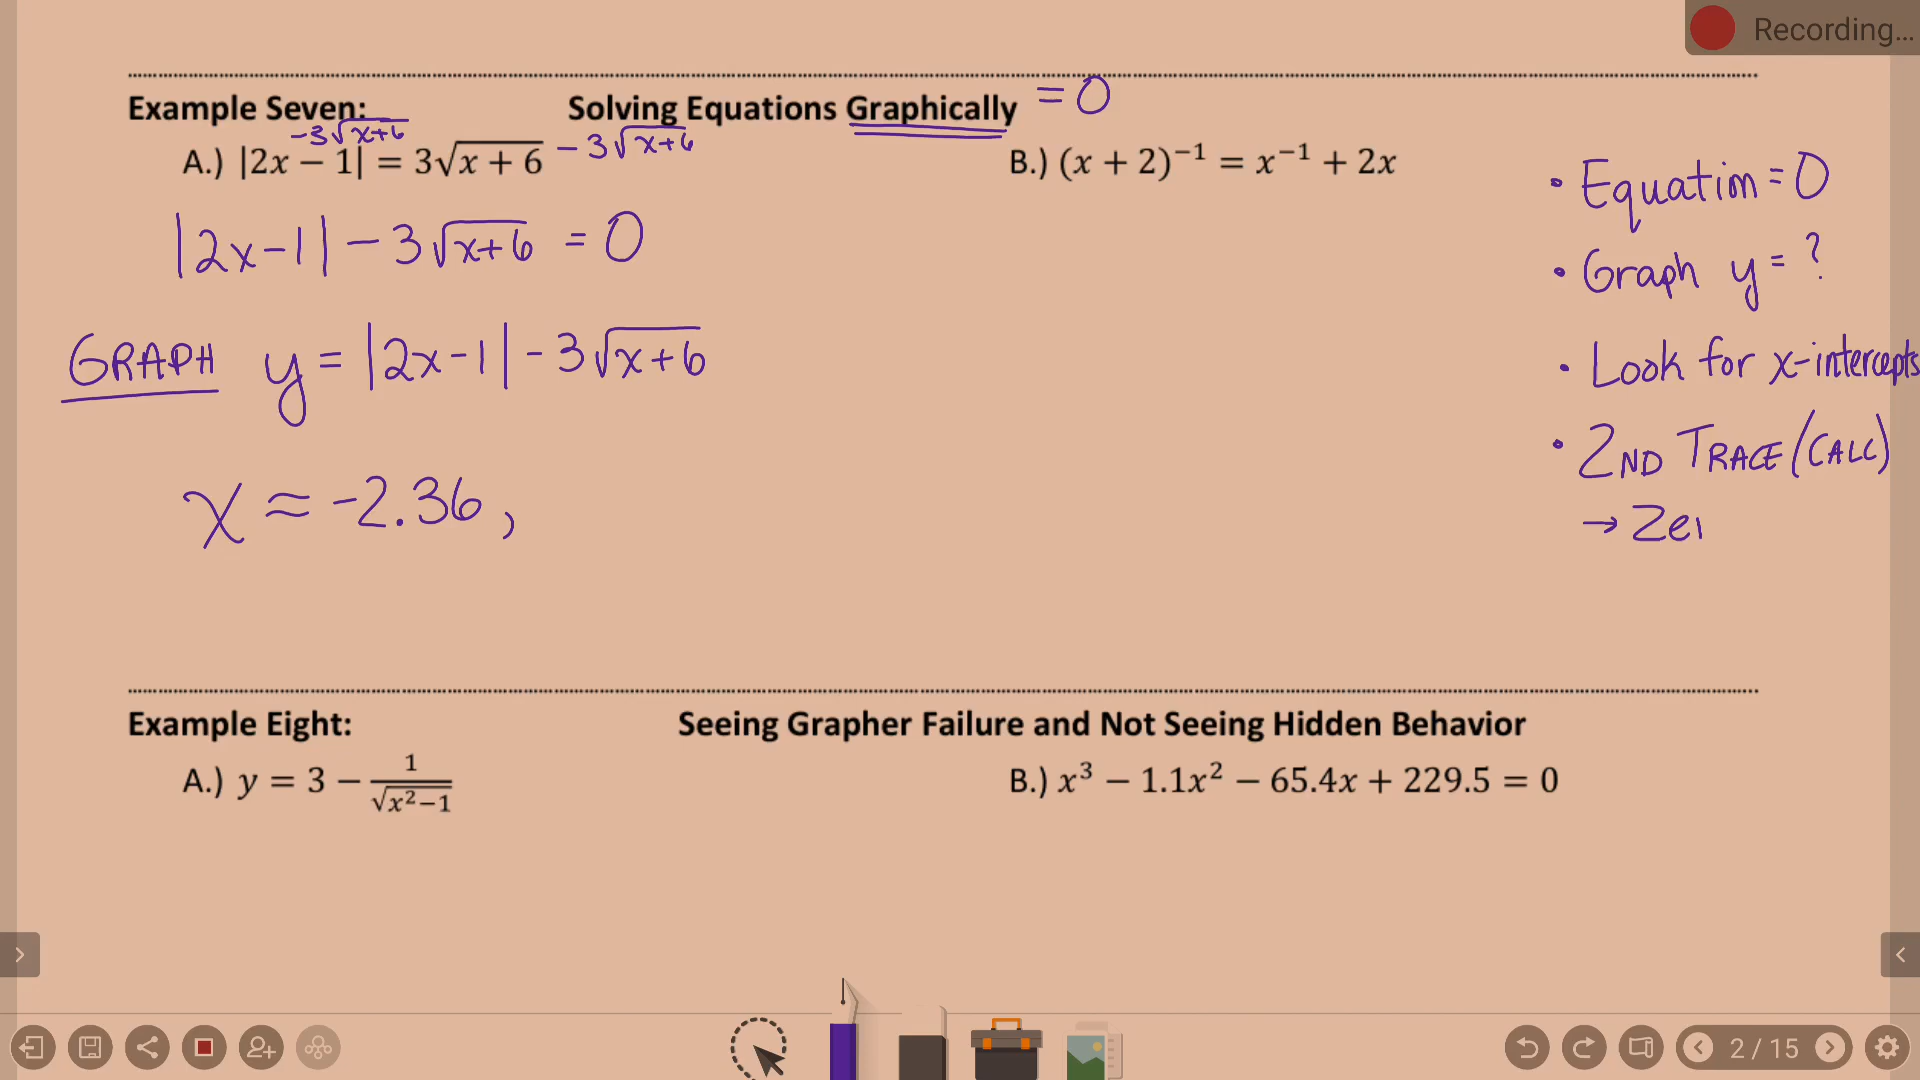 Recording...
Example Seven: Solving Equations Graphically = 0
-3√x+6 -3√x+6
A.) |2x − 1| = 3√x + 6 B.) (x + 2)⁻¹ = x⁻¹ + 2x
|2x-1| -3√x+6 = 0
GRAPH y = |2x-1| -3√x+6
x ≈ -2.36,
• Equation = 0
• Graph y = ?
• Look for x-intercepts
• 2ND TRACE/(CALC)
→ Zer
Example Eight: Seeing Grapher Failure and Not Seeing Hidden Behavior
A.) y = 3 − 1/√x²−1 B.) x³ − 1.1x² − 65.4x + 229.5 = 0
2 / 15